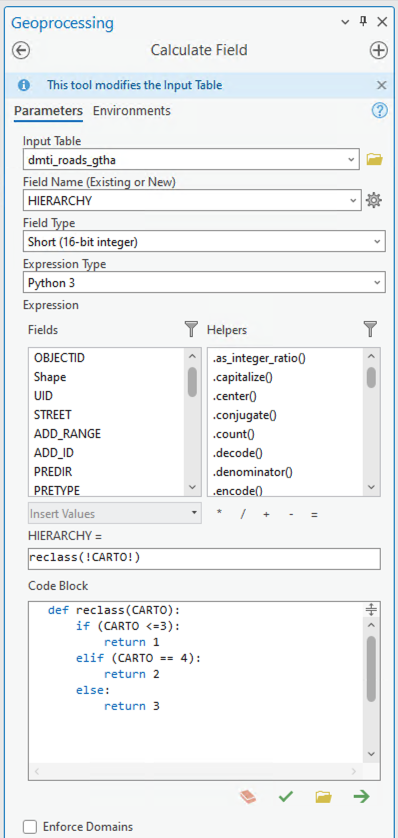 Geoprocessing
Calculate Field
This tool modifies the Input Table
Parameters Environments
Input Table
dmti_roads_gtha
Field Name (Existing or New)
HIERARCHY
Field Type
Short (16-bit integer)
Expression Type
Python 3
Expression
Fields Helpers
OBJECTID .as_integer_ratio()
Shape .capitalize()
UID .center()
STREET .conjugate()
ADD_RANGE .count()
ADD_ID .decode()
PREDIR .denominator()
PRETYPE .encode()
Insert Values * / + - =
HIERARCHY =
reclass(!CARTO!)
Code Block
def reclass(CARTO):
    if (CARTO <=3):
        return 1
    elif (CARTO == 4):
        return 2
    else:
        return 3
Enforce Domains